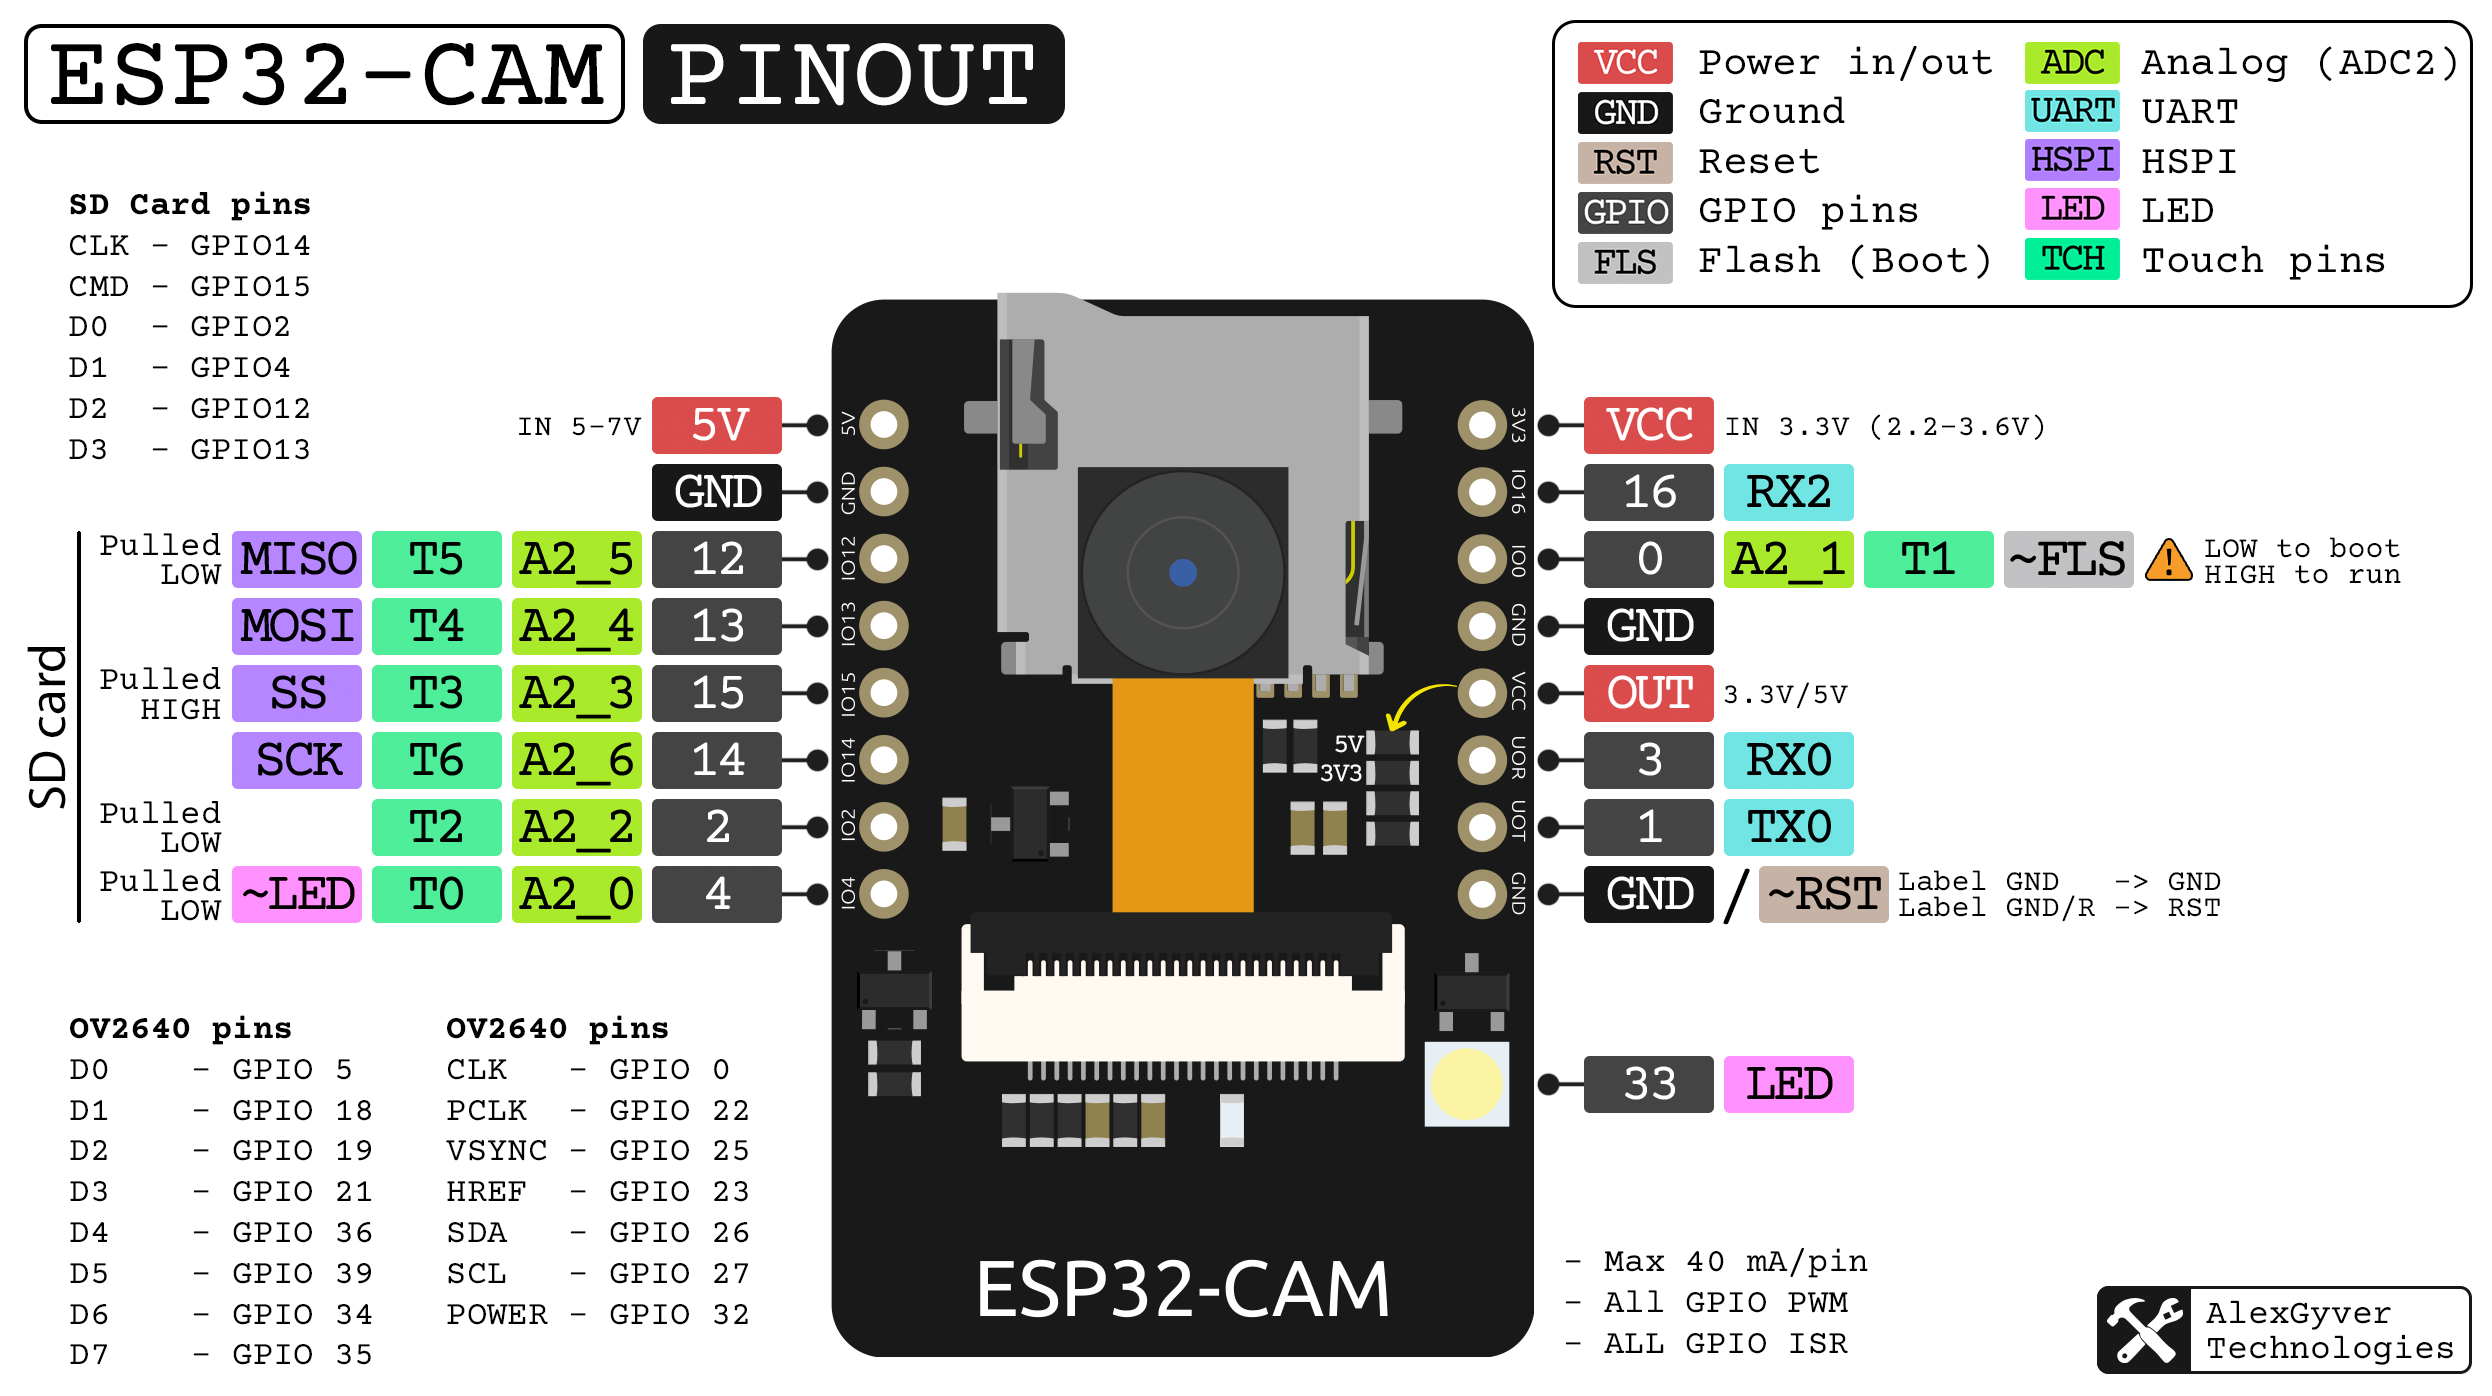 ESP32-CAM PINOUT
VCC Power in/out
GND Ground
RST Reset
GPIO GPIO pins
FLS Flash (Boot)
ADC Analog (ADC2)
UART UART
HSPI HSPI
LED LED
TCH Touch pins
SD Card pins
CLK - GPIO14
CMD - GPIO15
D0 - GPIO2
D1 - GPIO4
D2 - GPIO12
D3 - GPIO13
IN 5-7V 5V 5V
GND GND
Pulled LOW MISO T5 A2_5 12 IO12
MOSI T4 A2_4 13 IO13
Pulled HIGH SS T3 A2_3 15 IO15
SCK T6 A2_6 14 IO14
Pulled LOW T2 A2_2 2 IO2
Pulled LOW ~LED T0 A2_0 4 IO4
SD card
3V3 VCC IN 3.3V (2.2-3.6V)
IO16 16 RX2
IO0 0 A2_1 T1 ~FLS ! LOW to boot
HIGH to run
GND GND
VCC OUT 3.3V/5V
5V
3V3
UOR 3 RX0
UOT 1 TX0
GND GND / ~RST Label GND -> GND
Label GND/R -> RST
33 LED
OV2640 pins
D0 - GPIO 5
D1 - GPIO 18
D2 - GPIO 19
D3 - GPIO 21
D4 - GPIO 36
D5 - GPIO 39
D6 - GPIO 34
D7 - GPIO 35
OV2640 pins
CLK - GPIO 0
PCLK - GPIO 22
VSYNC - GPIO 25
HREF - GPIO 23
SDA - GPIO 26
SCL - GPIO 27
POWER - GPIO 32
ESP32-CAM
- Max 40 mA/pin
- All GPIO PWM
- ALL GPIO ISR
AlexGyver
Technologies